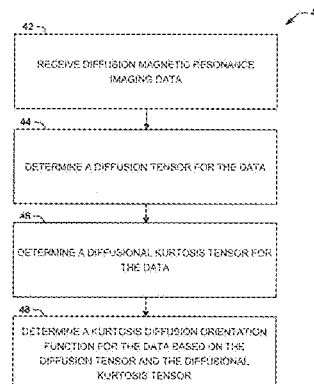 42
RECEIVE DIFFUSION MAGNETIC RESONANCE
IMAGING DATA
44
DETERMINE A DIFFUSION TENSOR FOR THE DATA
46
DETERMINE A DIFFUSIONAL KURTOSIS TENSOR FOR
THE DATA
48
DETERMINE A KURTOSIS DIFFUSION ORIENTATION
FUNCTION FOR THE DATA BASED ON THE
DIFFUSION TENSOR AND THE DIFFUSIONAL
KURTOSIS TENSOR